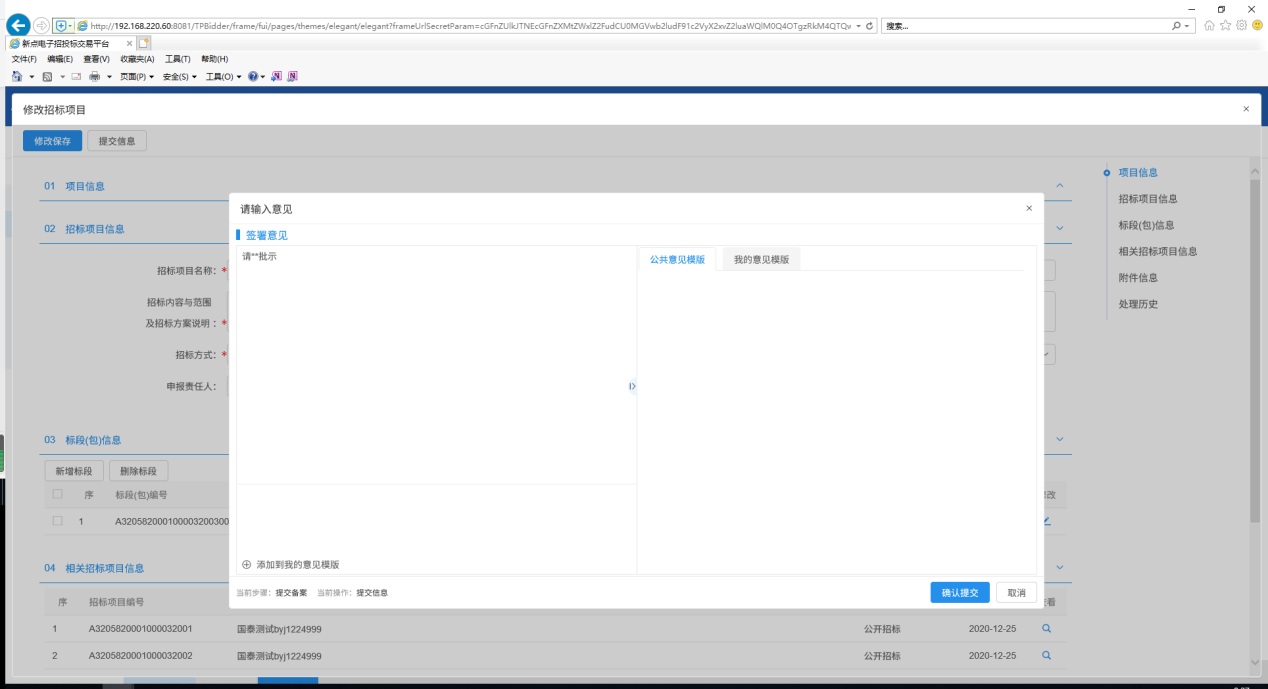 http://192.168.220.60:8081/TPBidder/frame/fui/pages/themes/elegant/elegant?frameUrlSecretParam=
搜索...
新点电子招投标交易平台
文件(F) 编辑(E) 查看(V) 收藏夹(A) 工具(T) 帮助(H)
页面(P) 安全(S) 工具(O)
修改招标项目
修改保存 提交信息
01 项目信息
02 招标项目信息
招标项目名称: *
招标内容与范围
及招标方案说明: *
招标方式: *
申报责任人:
03 标段(包)信息
新增标段 删除标段
序 标段(包)编号
1 A320582000100003200300
04 相关招标项目信息
序 招标项目编号
1 A3205820001000032001 国泰测试byj1224999 公开招标 2020-12-25
2 A3205820001000032002 国泰测试byj1224999 公开招标 2020-12-25
项目信息
招标项目信息
标段(包)信息
相关招标项目信息
附件信息
处理历史
请输入意见
签署意见
请**批示
公共意见模版 我的意见模版
添加到我的意见模版
当前步骤: 提交备案 当前操作: 提交信息
确认提交 取消